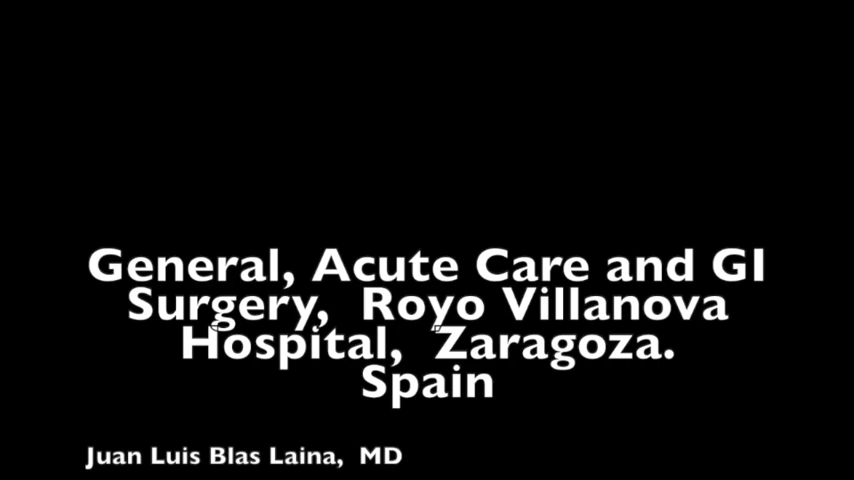 General, Acute Care and GI
Surgery, Royo Villanova
Hospital, Zaragoza.
Spain
Juan Luis Blas Laina, MD